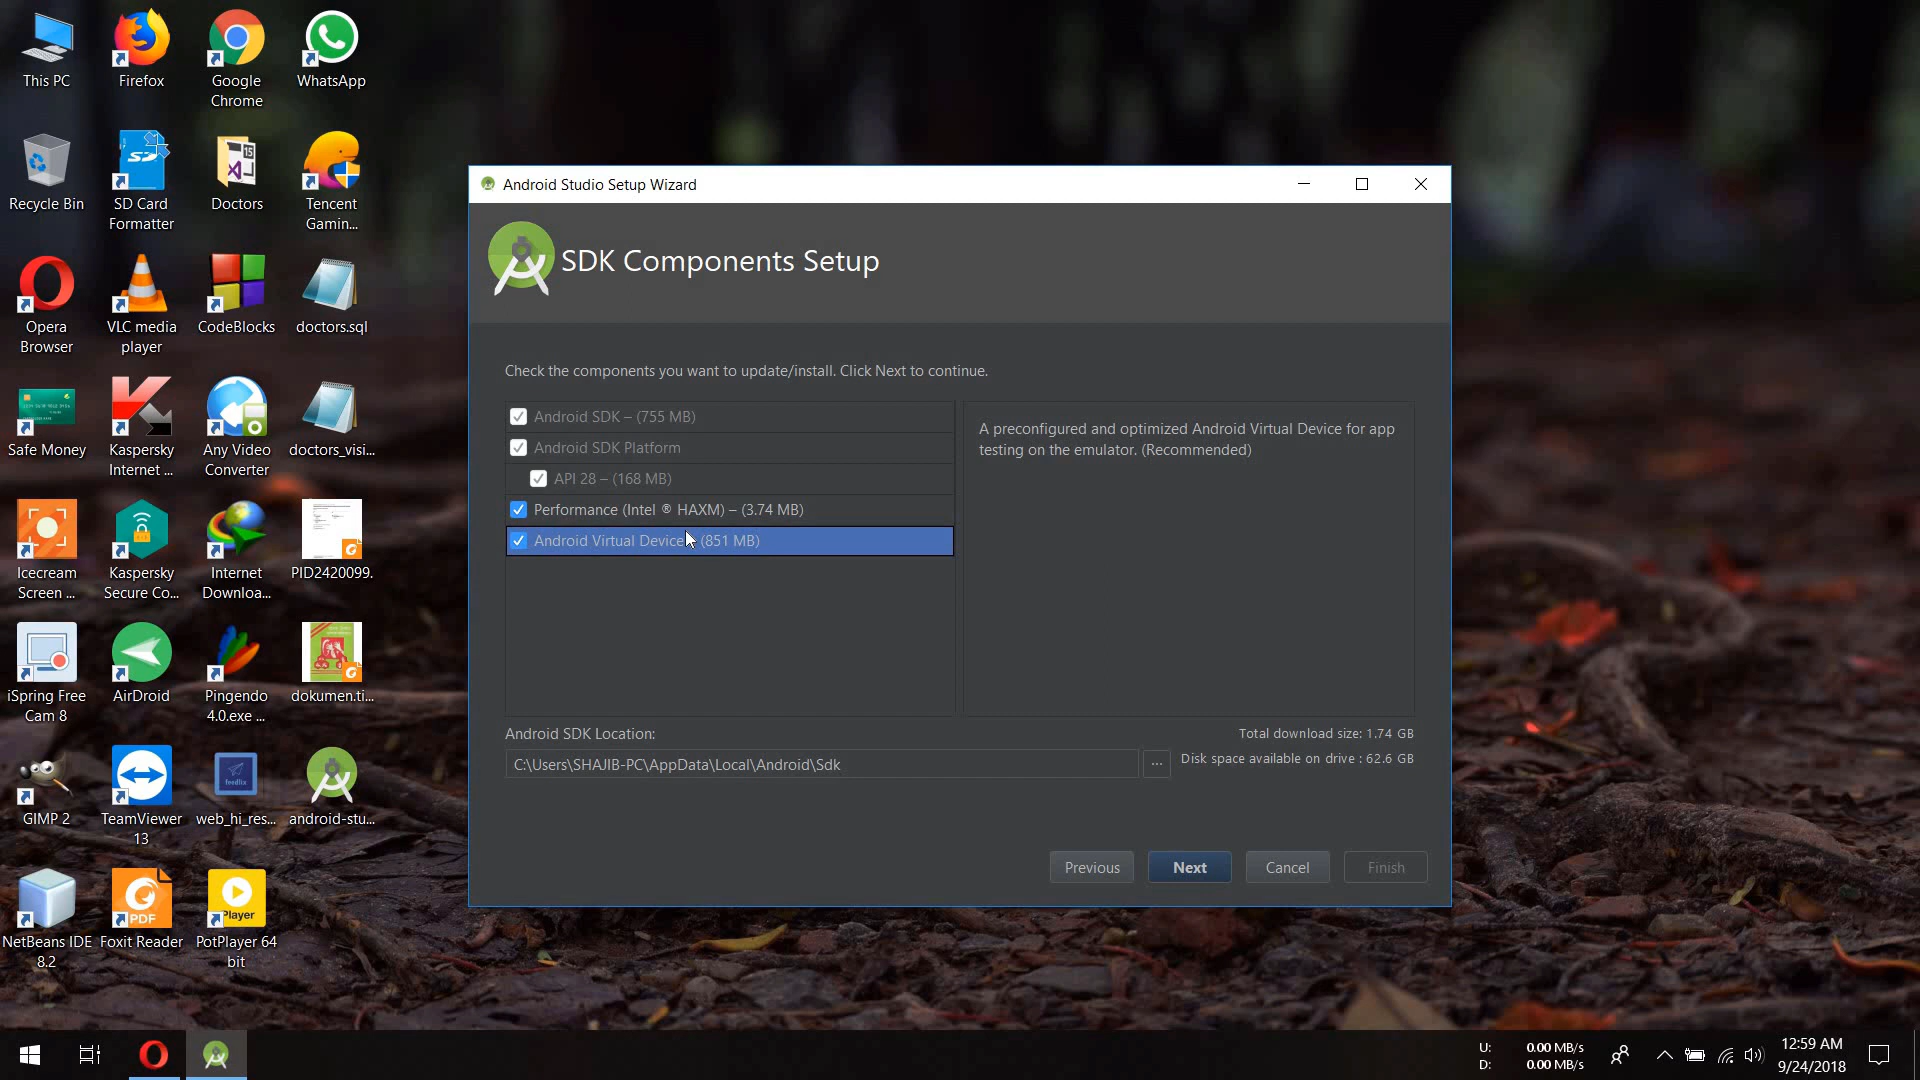 This PC
Firefox
Google
Chrome
WhatsApp
Recycle Bin
SD Card
Formatter
Doctors
Tencent
Gamin...
Opera
Browser
VLC media
player
CodeBlocks
doctors.sql
Safe Money
Kaspersky
Internet ...
Any Video
Converter
doctors_visi...
Icecream
Screen ...
Kaspersky
Secure Co...
Internet
Downloa...
PID2420099.
iSpring Free
Cam 8
AirDroid
Pingendo
4.0.exe ...
dokumen.ti...
GIMP 2
TeamViewer
13
web_hi_res...
android-stu...
NetBeans IDE
8.2
PDF
Foxit Reader
Player
PotPlayer 64
bit
Android Studio Setup Wizard
SDK Components Setup
Check the components you want to update/install. Click Next to continue.
Android SDK – (755 MB)
Android SDK Platform
API 28 – (168 MB)
Performance (Intel ® HAXM) – (3.74 MB)
Android Virtual Device (851 MB)
A preconfigured and optimized Android Virtual Device for app
testing on the emulator. (Recommended)
Android SDK Location:
C:\Users\SHAJIB-PC\AppData\Local\Android\Sdk
...
Total download size: 1.74 GB
Disk space available on drive : 62.6 GB
Previous
Next
Cancel
Finish
U: 0.00 MB/s
D: 0.00 MB/s
12:59 AM
9/24/2018